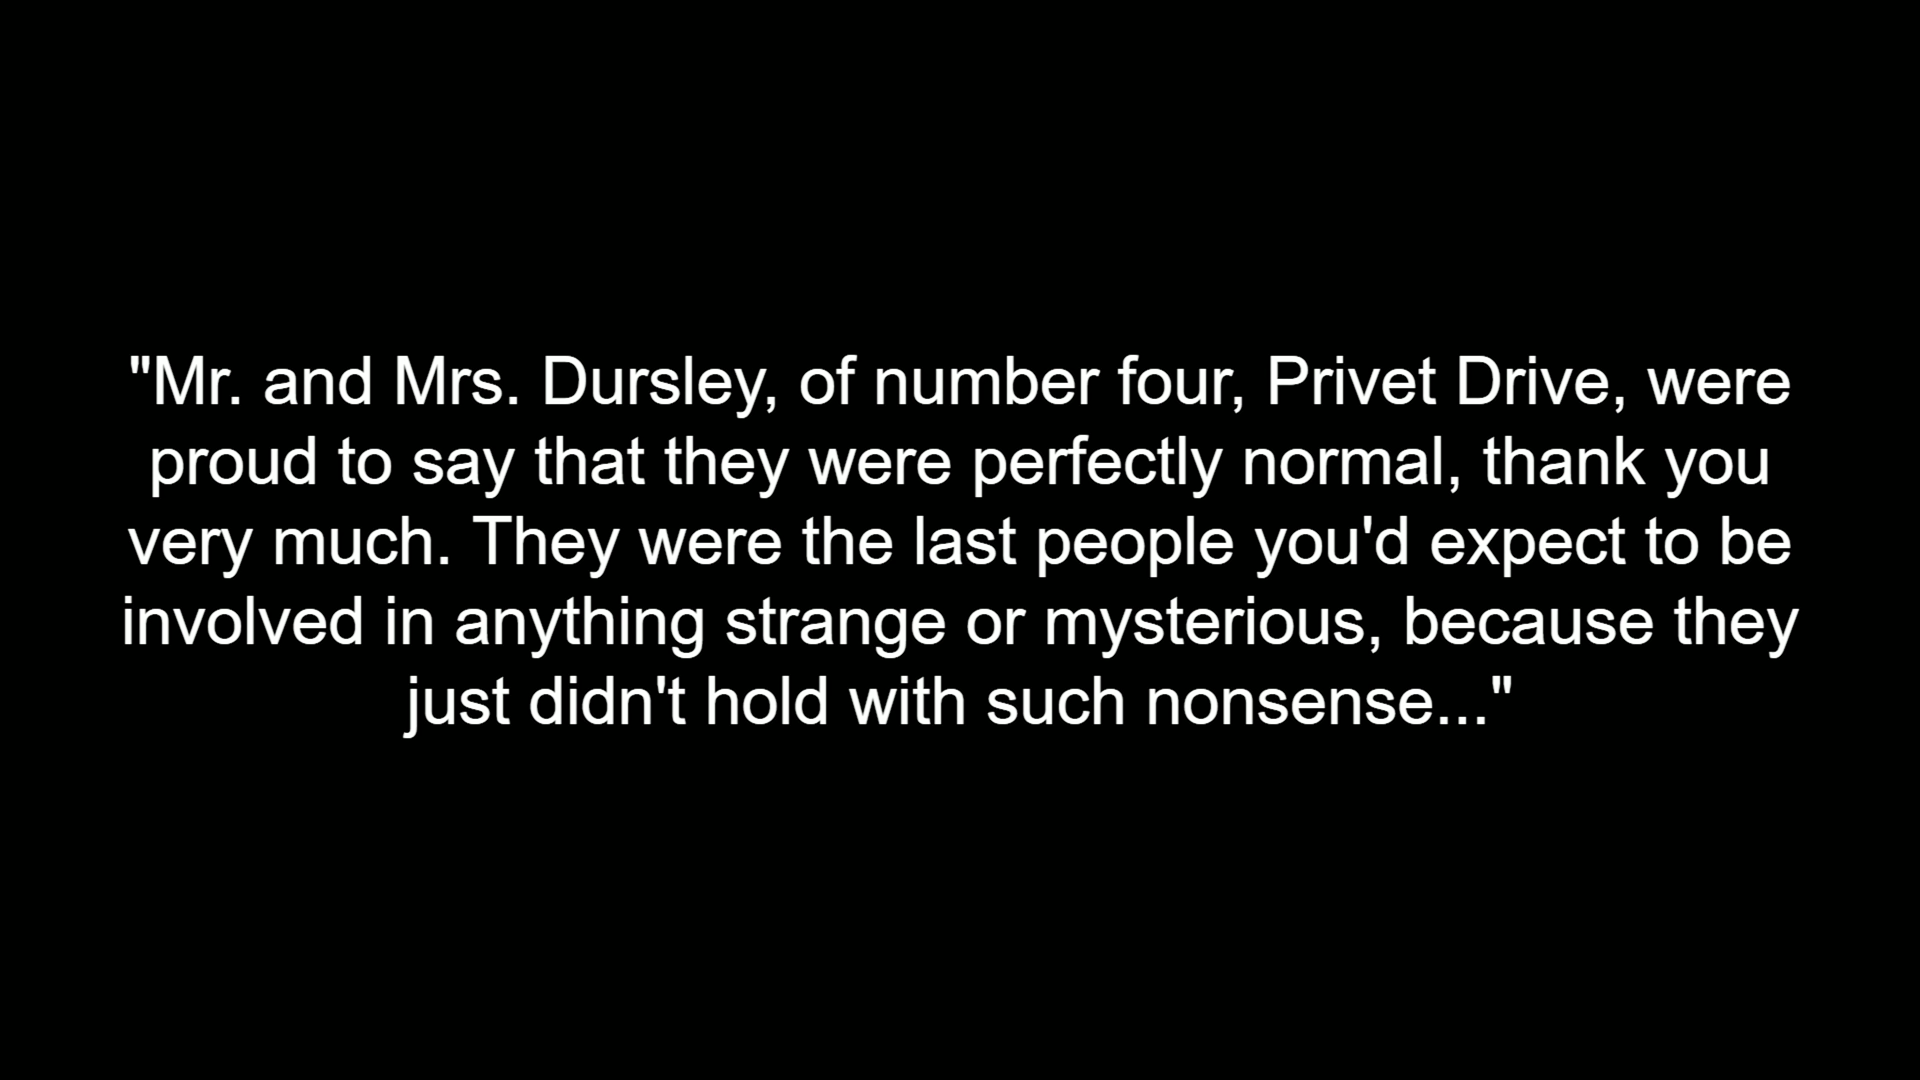 "Mr. and Mrs. Dursley, of number four, Privet Drive, were
proud to say that they were perfectly normal, thank you
very much. They were the last people you'd expect to be
involved in anything strange or mysterious, because they
just didn't hold with such nonsense..."